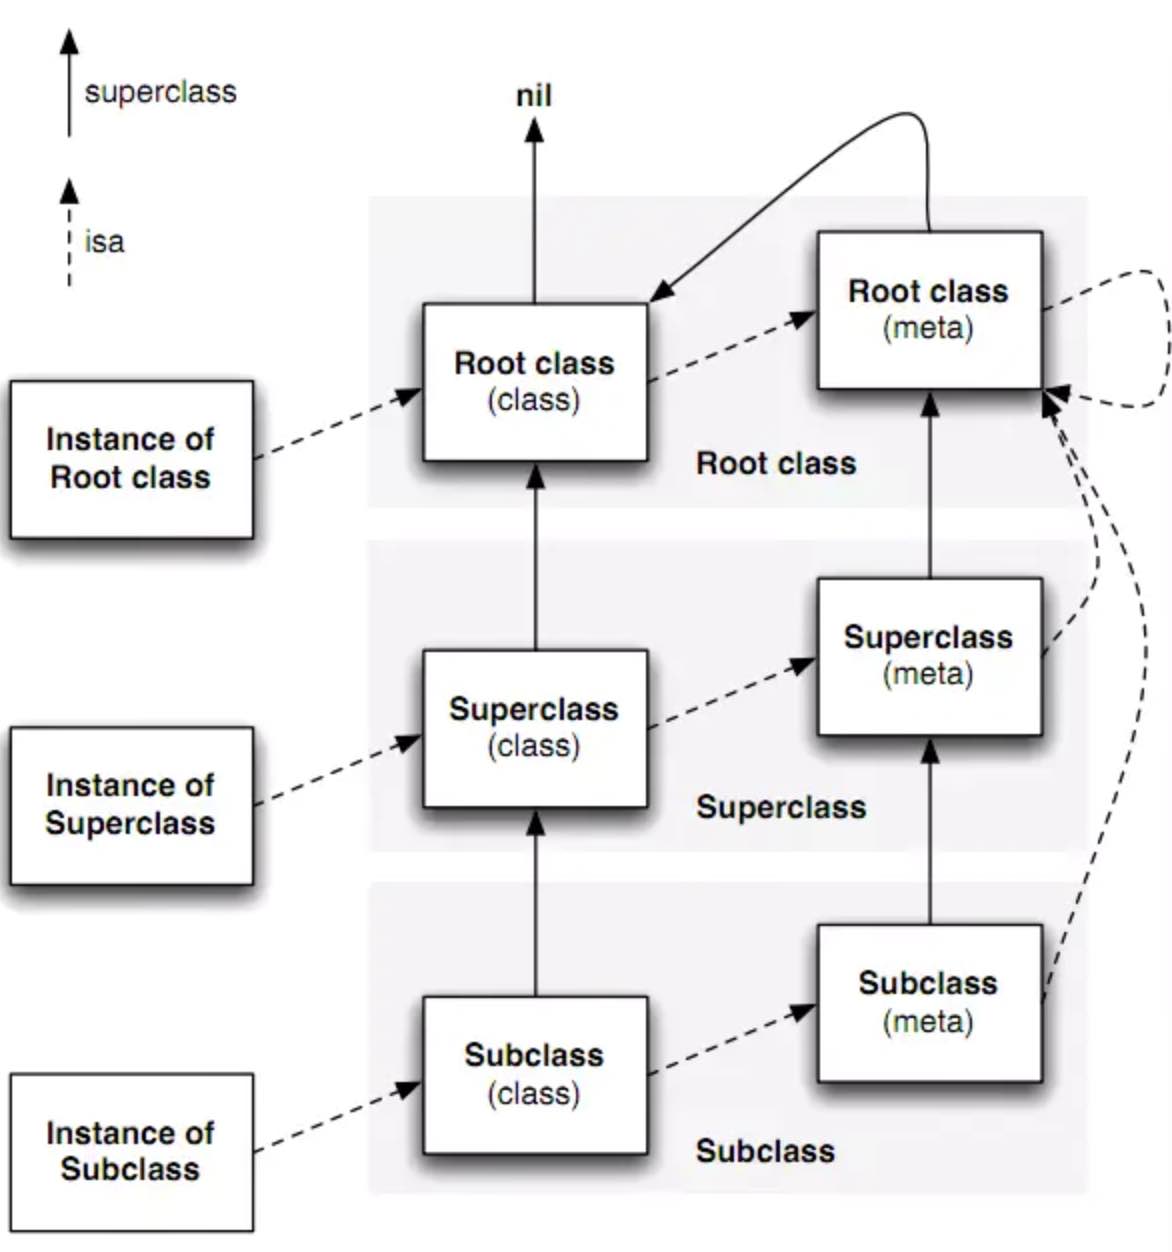 superclass
nil
isa
Root class
(meta)
Root class
(class)
Instance of
Root class
Root class
Superclass
(meta)
Superclass
(class)
Instance of
Superclass
Superclass
Subclass
(meta)
Subclass
(class)
Instance of
Subclass
Subclass